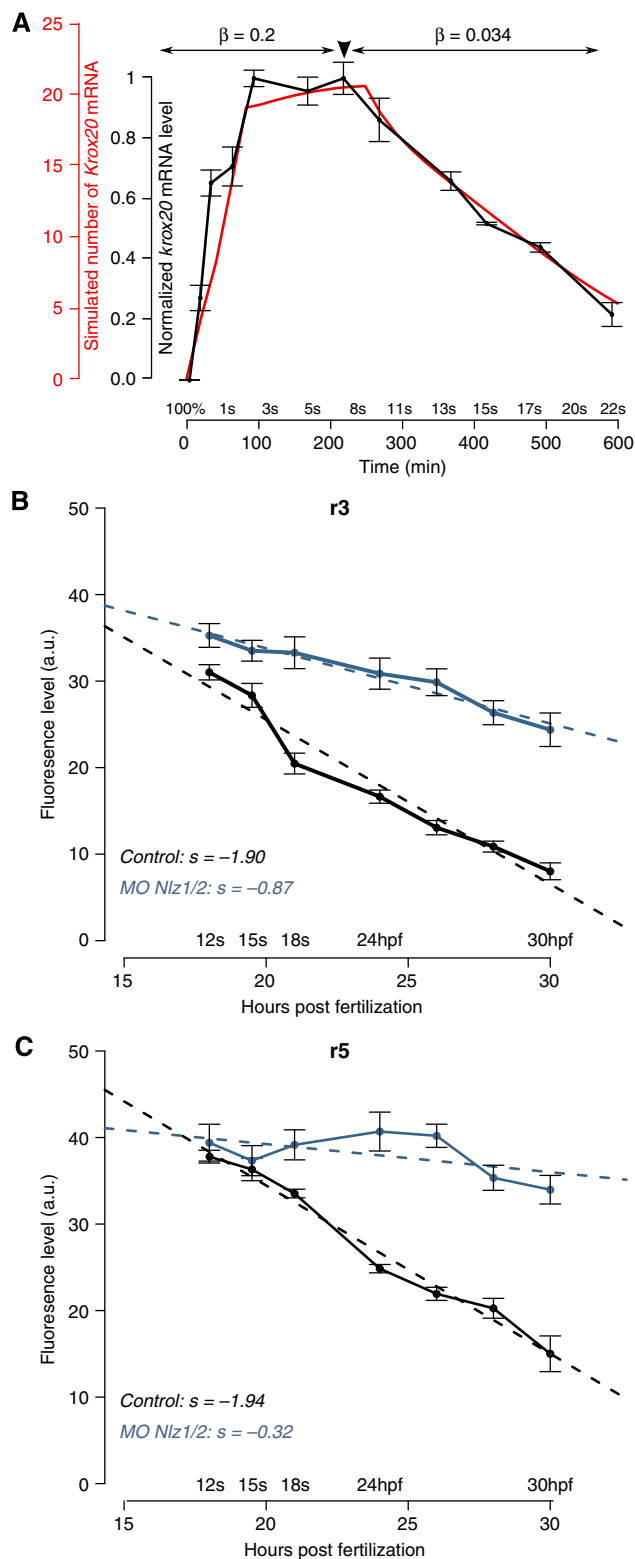 A
β = 0.2
β = 0.034
Simulated number of Krox20 mRNA
25
20
15
10
5
0
Normalized krox20 mRNA level
1
0.8
0.6
0.4
0.2
0.0
100% 1s 3s 5s 8s 11s 13s 15s 17s 20s 22s
0 100 200 300 400 500 600
Time (min)
B
r3
Fluoresence level (a.u.)
50
40
30
20
10
0
Control: s = –1.90
MO Nlz1/2: s = –0.87
12s 15s 18s 24hpf 30hpf
15 20 25 30
Hours post fertilization
C
r5
Fluoresence level (a.u.)
50
40
30
20
10
0
Control: s = –1.94
MO Nlz1/2: s = –0.32
12s 15s 18s 24hpf 30hpf
15 20 25 30
Hours post fertilization